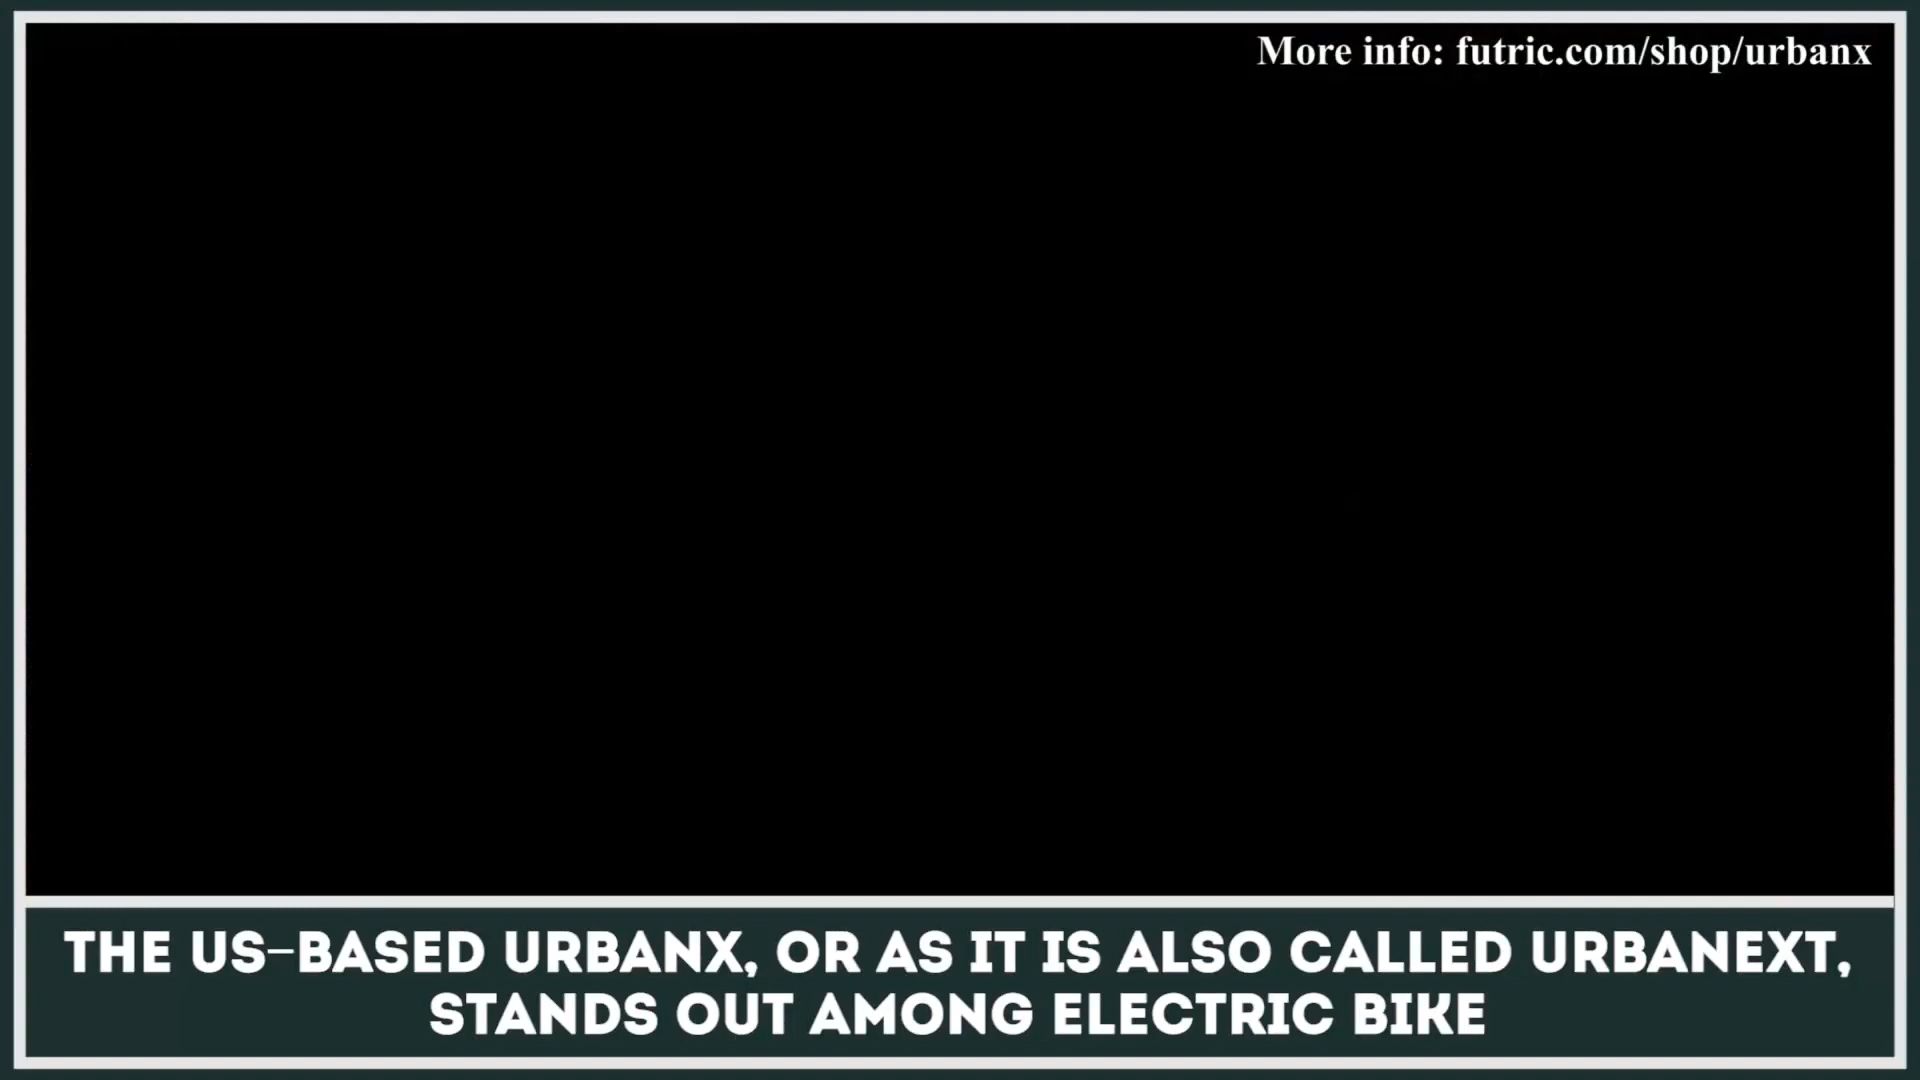 More info: futric.com/shop/urbanx
THE US-BASED URBANX, OR AS IT IS ALSO CALLED URBANEXT,
STANDS OUT AMONG ELECTRIC BIKE